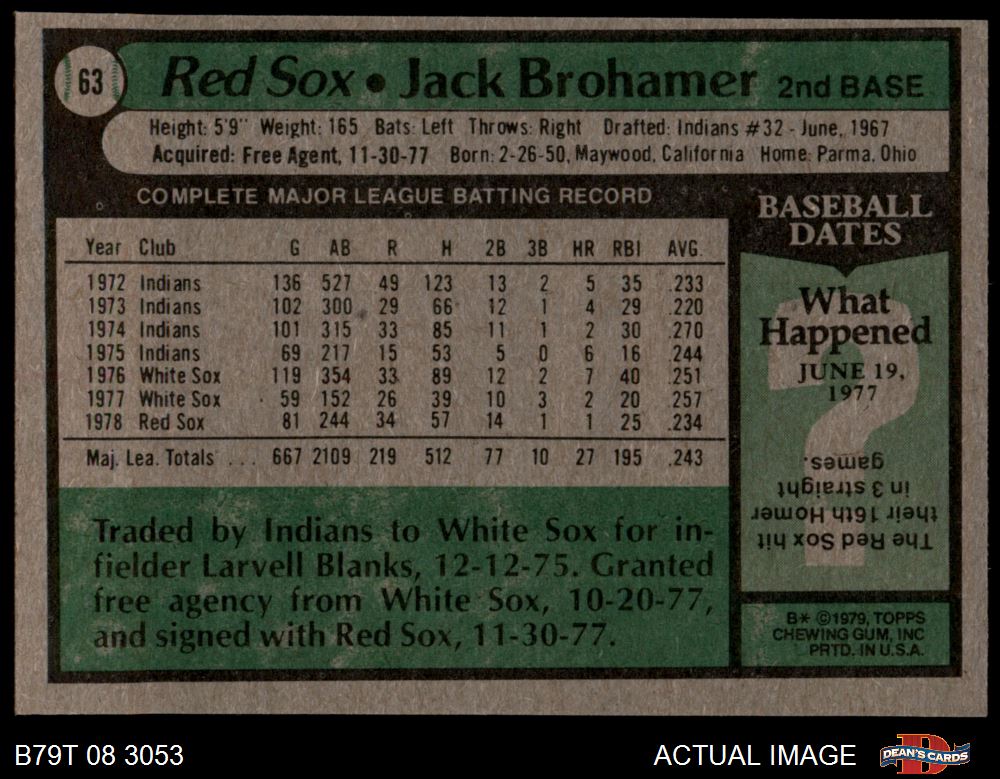 63
Red Sox • Jack Brohamer 2nd BASE
Height: 5'9" Weight: 165 Bats: Left Throws: Right Drafted: Indians #32 - June, 1967
Acquired: Free Agent, 11-30-77 Born: 2-26-50, Maywood, California Home: Parma, Ohio
COMPLETE MAJOR LEAGUE BATTING RECORD
Year Club G AB R H 2B 3B HR RBI AVG.
1972 Indians 136 527 49 123 13 2 5 35 .233
1973 Indians 102 300 29 66 12 1 4 29 .220
1974 Indians 101 315 33 85 11 1 2 30 .270
1975 Indians 69 217 15 53 5 0 6 16 .244
1976 White Sox 119 354 33 89 12 2 7 40 .251
1977 White Sox 59 152 26 39 10 3 2 20 .257
1978 Red Sox 81 244 34 57 14 1 1 25 .234
Maj. Lea. Totals ... 667 2109 219 512 77 10 27 195 .243
Traded by Indians to White Sox for in-
fielder Larvell Blanks, 12-12-75. Granted
free agency from White Sox, 10-20-77,
and signed with Red Sox, 11-30-77.
BASEBALL
DATES
What
Happened
JUNE 19,
1977
?
The Red Sox hit
their 16th Homer
in 3 straight
games.
B* ©1979, TOPPS
CHEWING GUM, INC
PRTD. IN U.S.A.
B79T 08 3053
ACTUAL IMAGE
DEAN'S CARDS